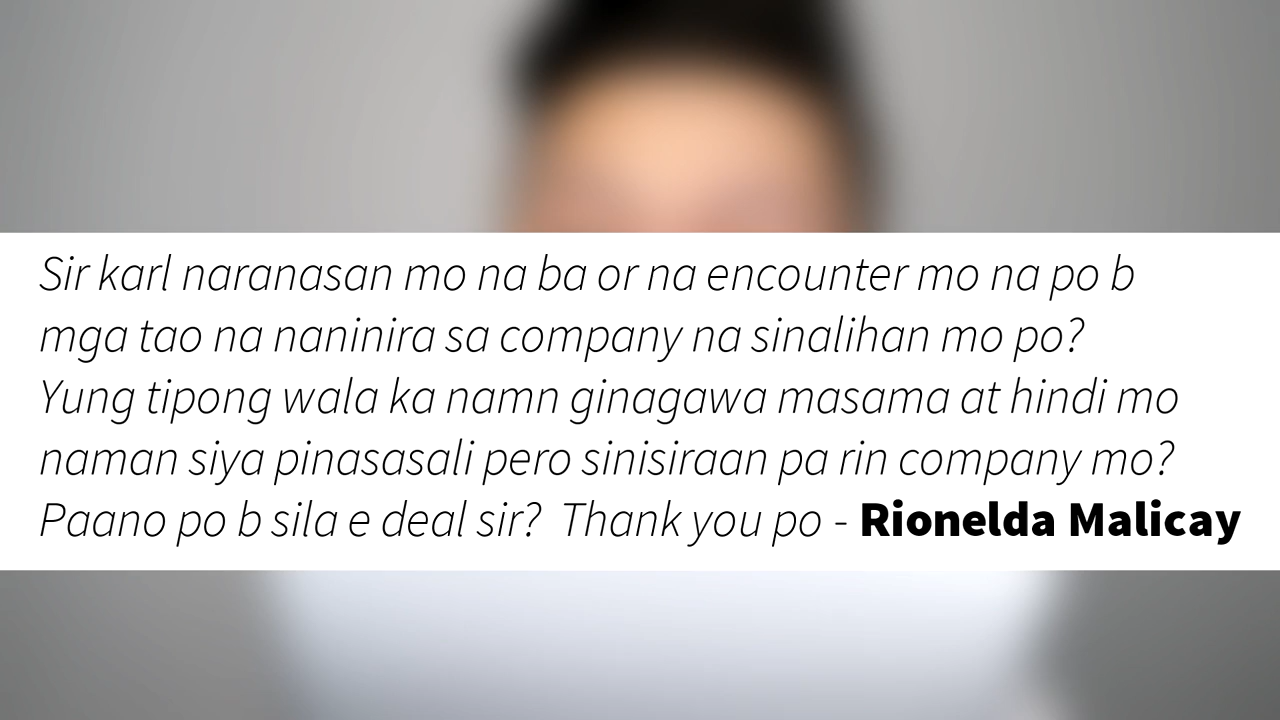 Sir karl naranasan mo na ba or na encounter mo na po b
mga tao na naninira sa company na sinalihan mo po?
Yung tipong wala ka namn ginagawa masama at hindi mo
naman siya pinasasali pero sinisiraan pa rin company mo?
Paano po b sila e deal sir?  Thank you po - Rionelda Malicay